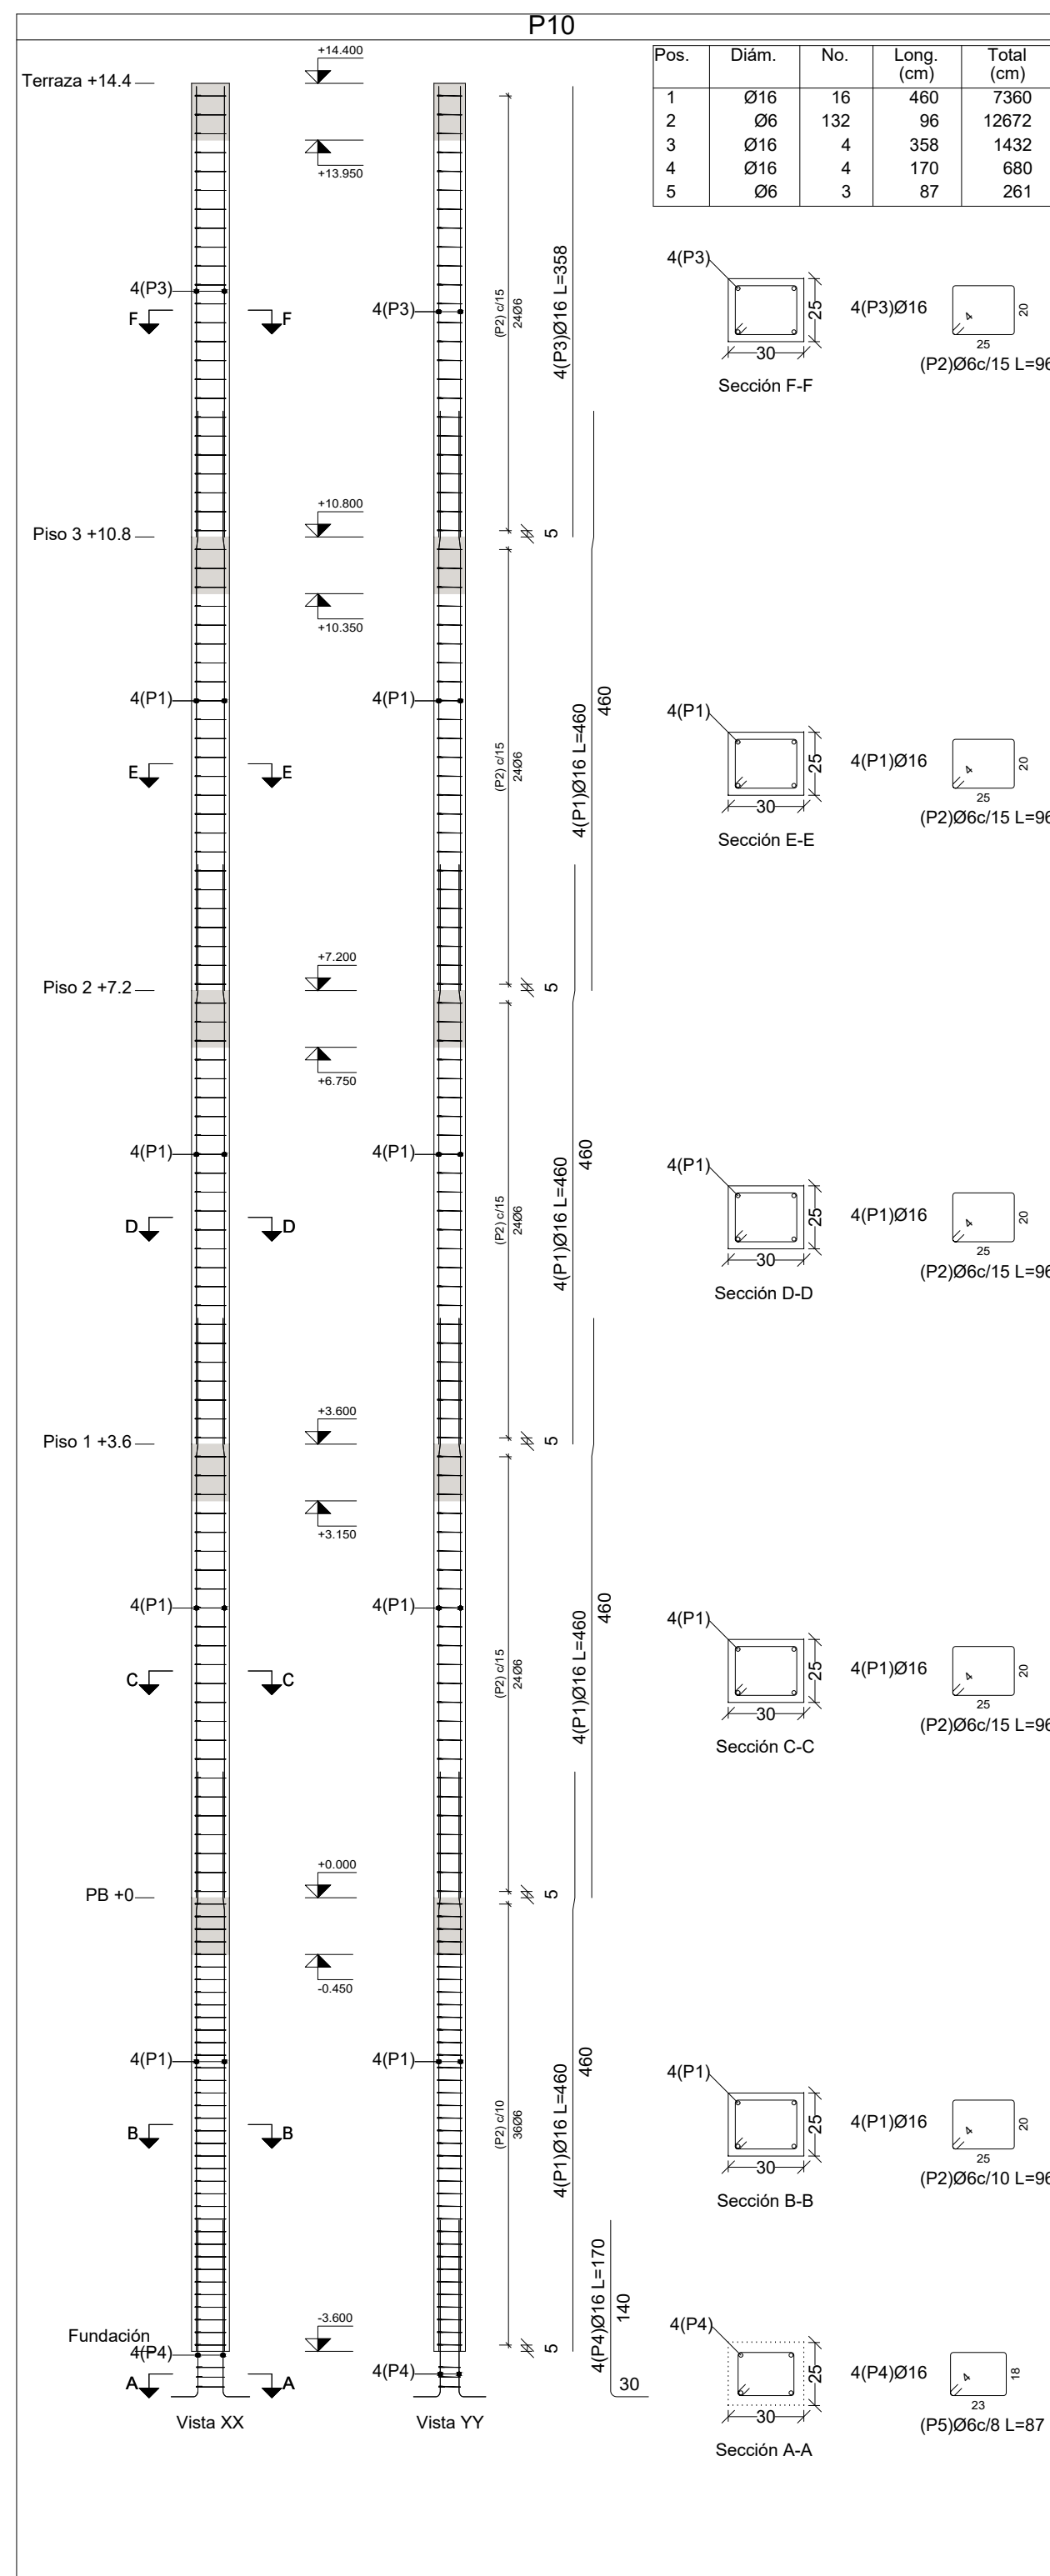 P10
Pos. Diám. No. Long. (cm) Total (cm)
1 Ø16 16 460 7360
2 Ø6 132 96 12672
3 Ø16 4 358 1432
4 Ø16 4 170 680
5 Ø6 3 87 261
+14.400
Terraza +14.4
+13.950
4(P3)
4(P3)
F F
(P2) c/15
24Ø6
4(P3)Ø16 L=358
4(P3)
30
25
4(P3)Ø16
4
20
25
(P2)Ø6c/15 L=96
Sección F-F
+10.800
Piso 3 +10.8
5
+10.350
4(P1)
4(P1)
E E
(P2) c/15
24Ø6
4(P1)Ø16 L=460
460
4(P1)
30
25
4(P1)Ø16
4
20
25
(P2)Ø6c/15 L=96
Sección E-E
+7.200
Piso 2 +7.2
5
+6.750
4(P1)
4(P1)
D D
(P2) c/15
24Ø6
4(P1)Ø16 L=460
460
4(P1)
30
25
4(P1)Ø16
4
20
25
(P2)Ø6c/15 L=96
Sección D-D
+3.600
Piso 1 +3.6
5
+3.150
4(P1)
4(P1)
C C
(P2) c/15
24Ø6
4(P1)Ø16 L=460
460
4(P1)
30
25
4(P1)Ø16
4
20
25
(P2)Ø6c/15 L=96
Sección C-C
+0.000
PB +0
5
-0.450
4(P1)
4(P1)
B B
(P2) c/10
36Ø6
4(P1)Ø16 L=460
460
4(P1)
30
25
4(P1)Ø16
4
20
25
(P2)Ø6c/10 L=96
Sección B-B
-3.600
Fundación
5
4(P4)
4(P4)
A A
4(P4)Ø16 L=170
140
30
4(P4)
30
25
4(P4)Ø16
4
18
23
(P5)Ø6c/8 L=87
Sección A-A
Vista XX
Vista YY